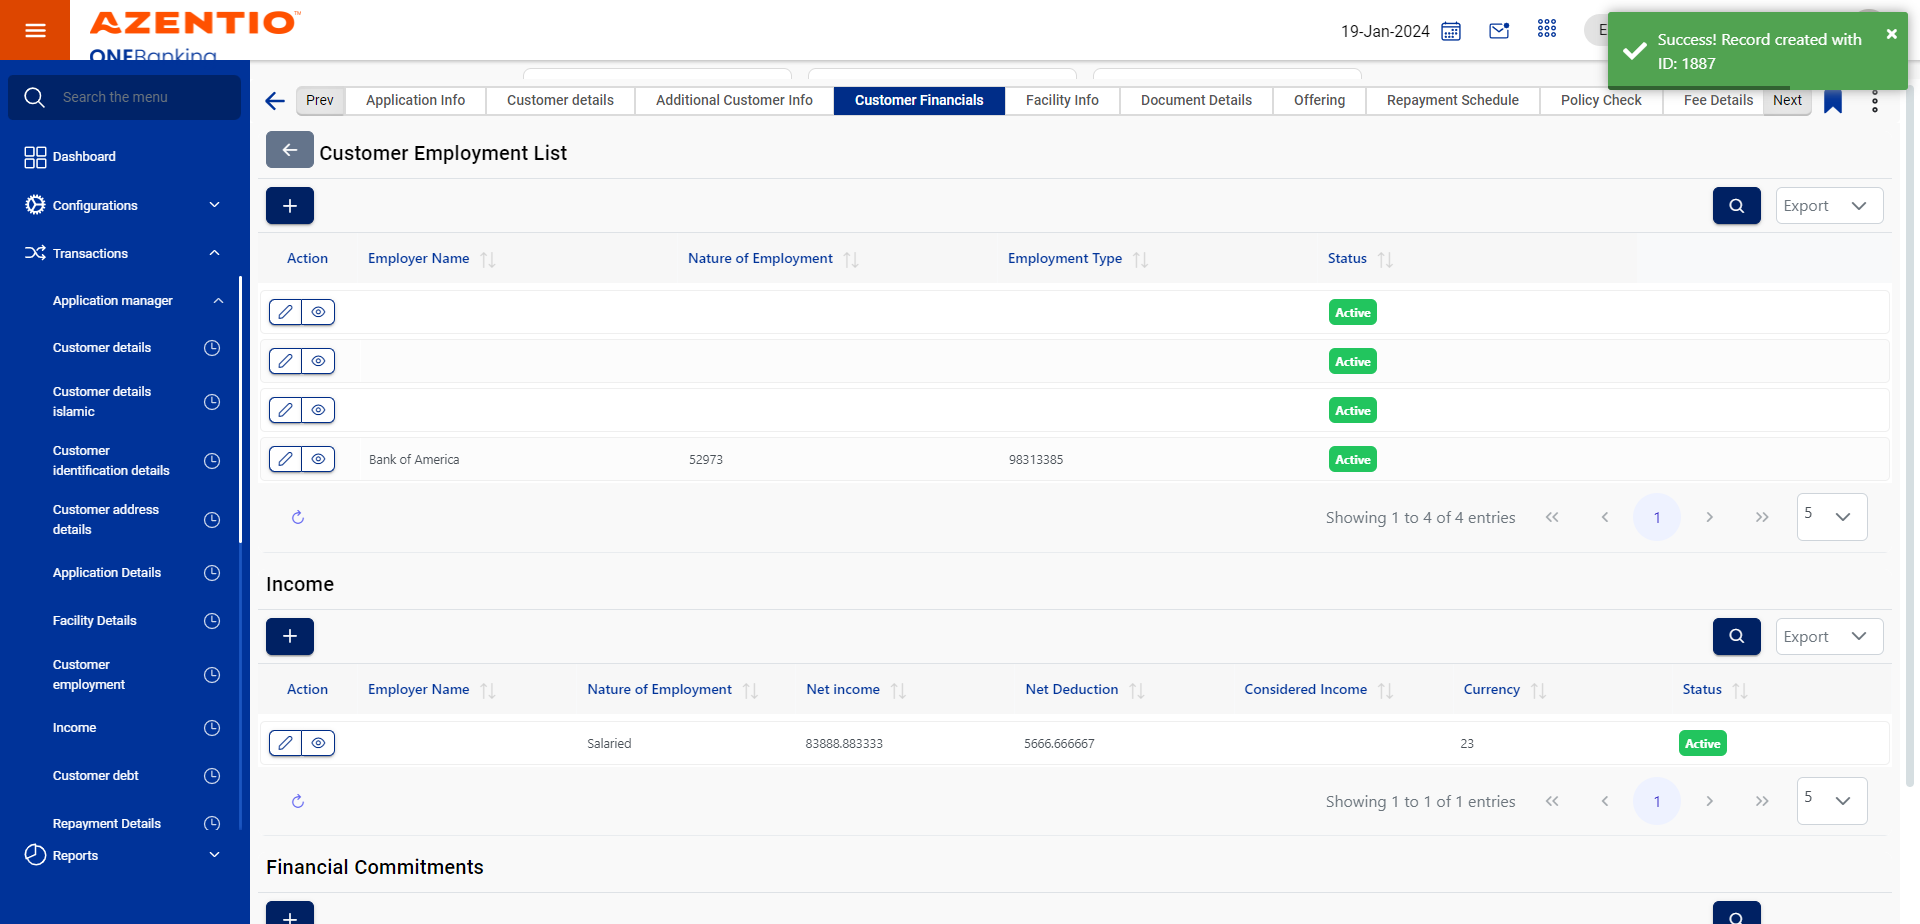 AZENTIO™
ONEBanking
19-Jan-2024
Success! Record created with
ID: 1887
Search the menu
Dashboard
Configurations
Transactions
Application manager
Customer details
Customer details
islamic
Customer
identification details
Customer address
details
Application Details
Facility Details
Customer
employment
Income
Customer debt
Repayment Details
Reports
Prev
Application Info
Customer details
Additional Customer Info
Customer Financials
Facility Info
Document Details
Offering
Repayment Schedule
Policy Check
Fee Details
Next
Customer Employment List
Export
Action Employer Name Nature of Employment Employment Type Status
Active
Active
Active
Bank of America 52973 98313385 Active
Showing 1 to 4 of 4 entries 1 5
Income
Export
Action Employer Name Nature of Employment Net income Net Deduction Considered Income Currency Status
Salaried 83888.883333 5666.666667 23 Active
Showing 1 to 1 of 1 entries 1 5
Financial Commitments